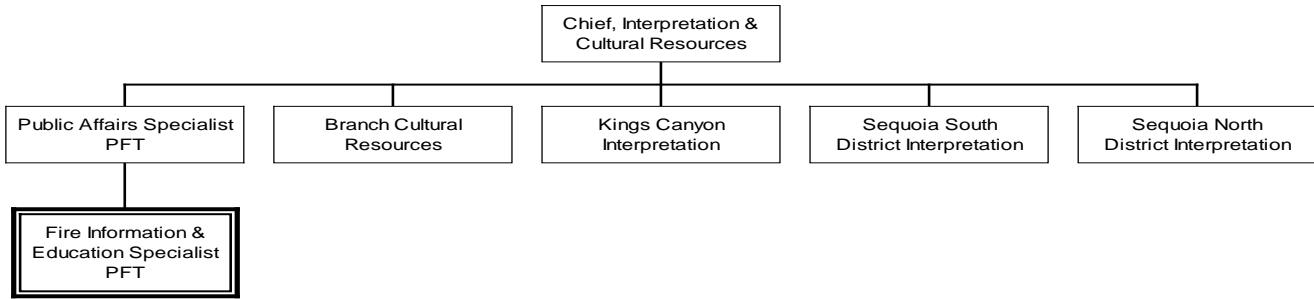 Chief, Interpretation &
Cultural Resources
Public Affairs Specialist
PFT
Branch Cultural
Resources
Kings Canyon
Interpretation
Sequoia South
District Interpretation
Sequoia North
District Interpretation
Fire Information &
Education Specialist
PFT